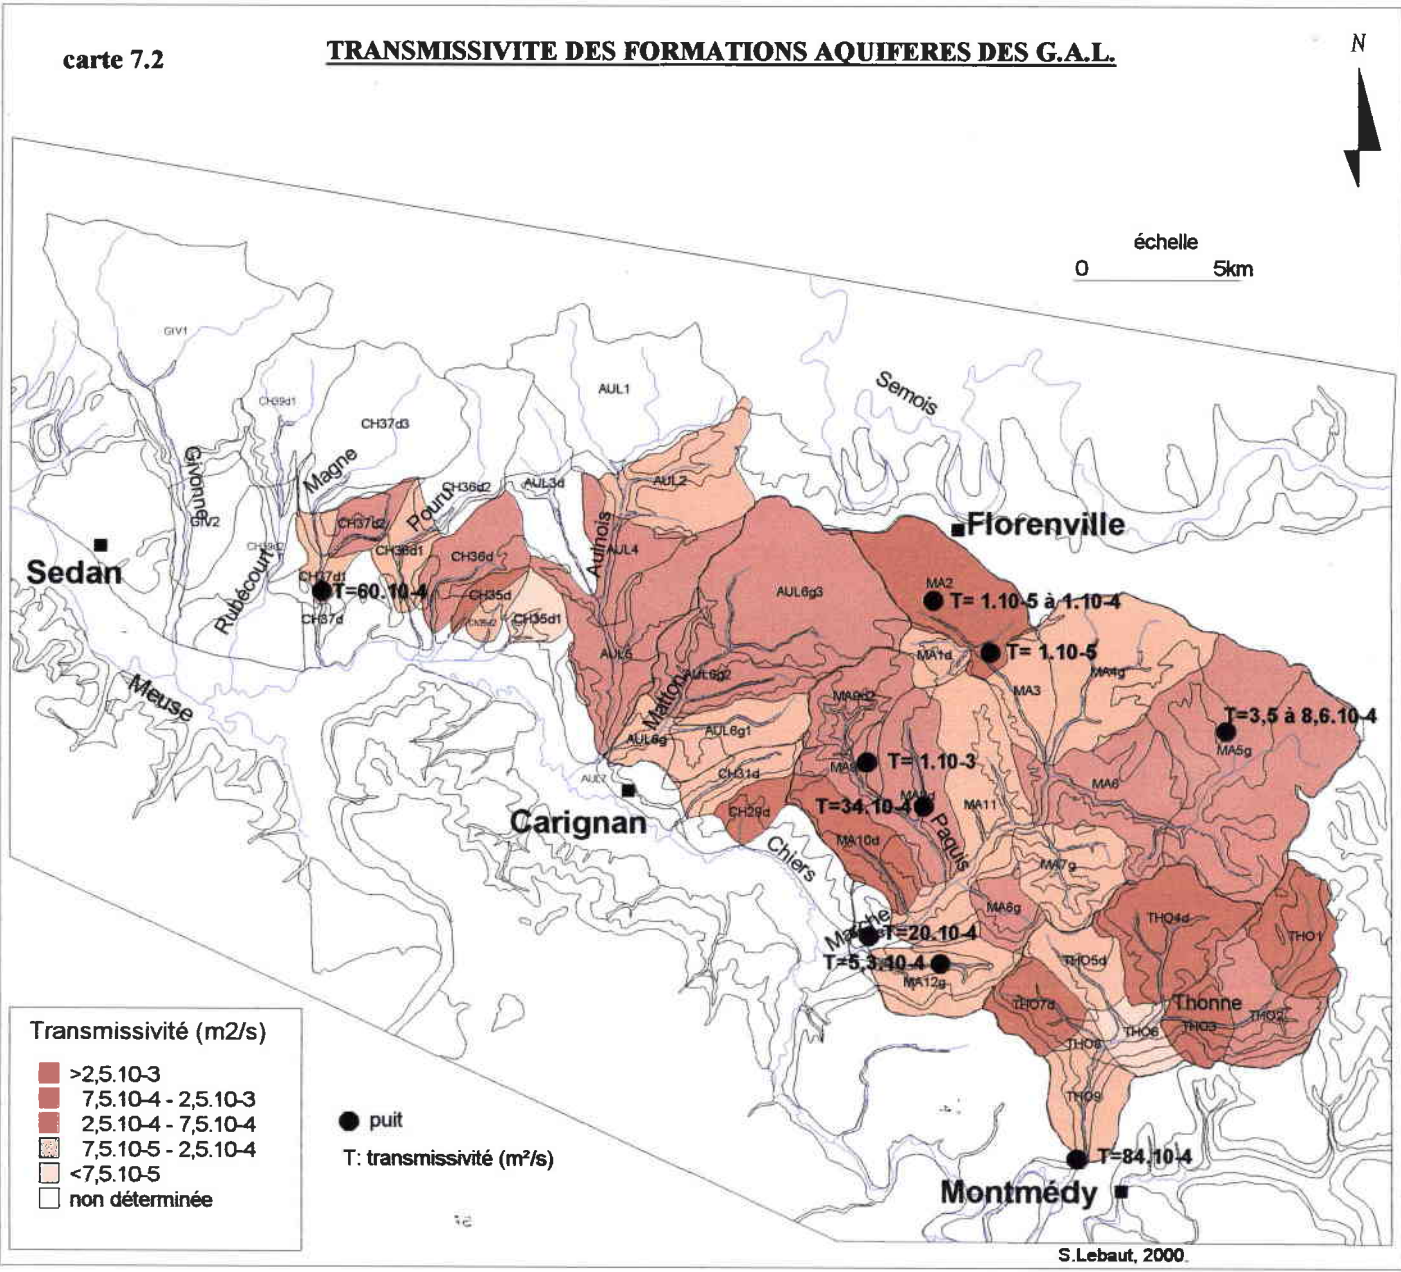 carte 7.2
TRANSMISSIVITE DES FORMATIONS AQUIFERES DES G.A.L.
N
échelle
0 5km
GIV1
CH39d1
CH37d3
AUL1
Semois
Givonne
Magne
CH36d2
AUL3d
AUL2
GIV2
CH37d2
Pouru
Aulnois
Florenville
Sedan
CH39d2
CH36d1
CH36d
AUL4
Rubécourt
CH37d1
T=60.10-4
CH35d
AUL6g3
MA2
T= 1.10-5 à 1.10-4
CH37d
CH35d2
CH35d1
AUL5
MA1d
T= 1.10-5
MA4g
Meuse
AUL6g2
Matton
MA9d2
MA3
T=3,5 à 8,6.10-4
MA5g
AUL6g
AUL6g1
AUL7
CH31d
T= 1.10-3
MA6
T=34.10-4
MA11
Carignan
CH29d
MA10d
Paquis
Chiers
MA7g
MA8g
Marche
T=20.10-4
THO4d
THO1
T=5,3.10-4
MA12g
THO5d
THO7d
Thonne
THO6
THO3
THO2
THO8
THO9
T=84.10-4
Montmédy
Transmissivité (m2/s)
>2,5.10-3
7,5.10-4 - 2,5.10-3
2,5.10-4 - 7,5.10-4
7,5.10-5 - 2,5.10-4
<7,5.10-5
non déterminée
puit
T: transmissivité (m²/s)
S.Lebaut, 2000.